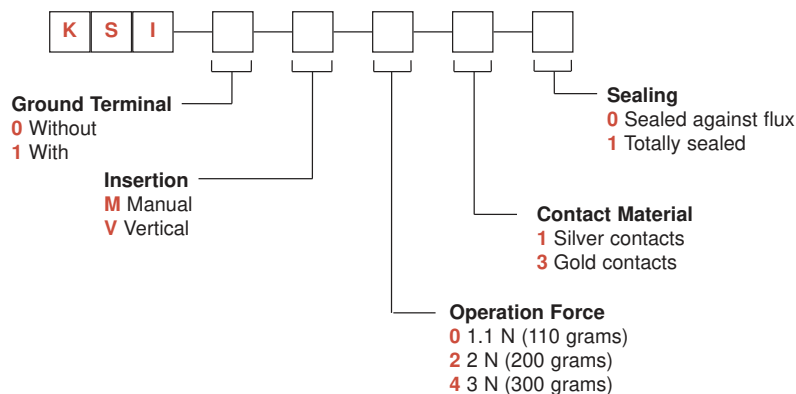 K S I
Ground Terminal
0 Without
1 With
Insertion
M Manual
V Vertical
Operation Force
0 1.1 N (110 grams)
2 2 N (200 grams)
4 3 N (300 grams)
Contact Material
1 Silver contacts
3 Gold contacts
Sealing
0 Sealed against flux
1 Totally sealed